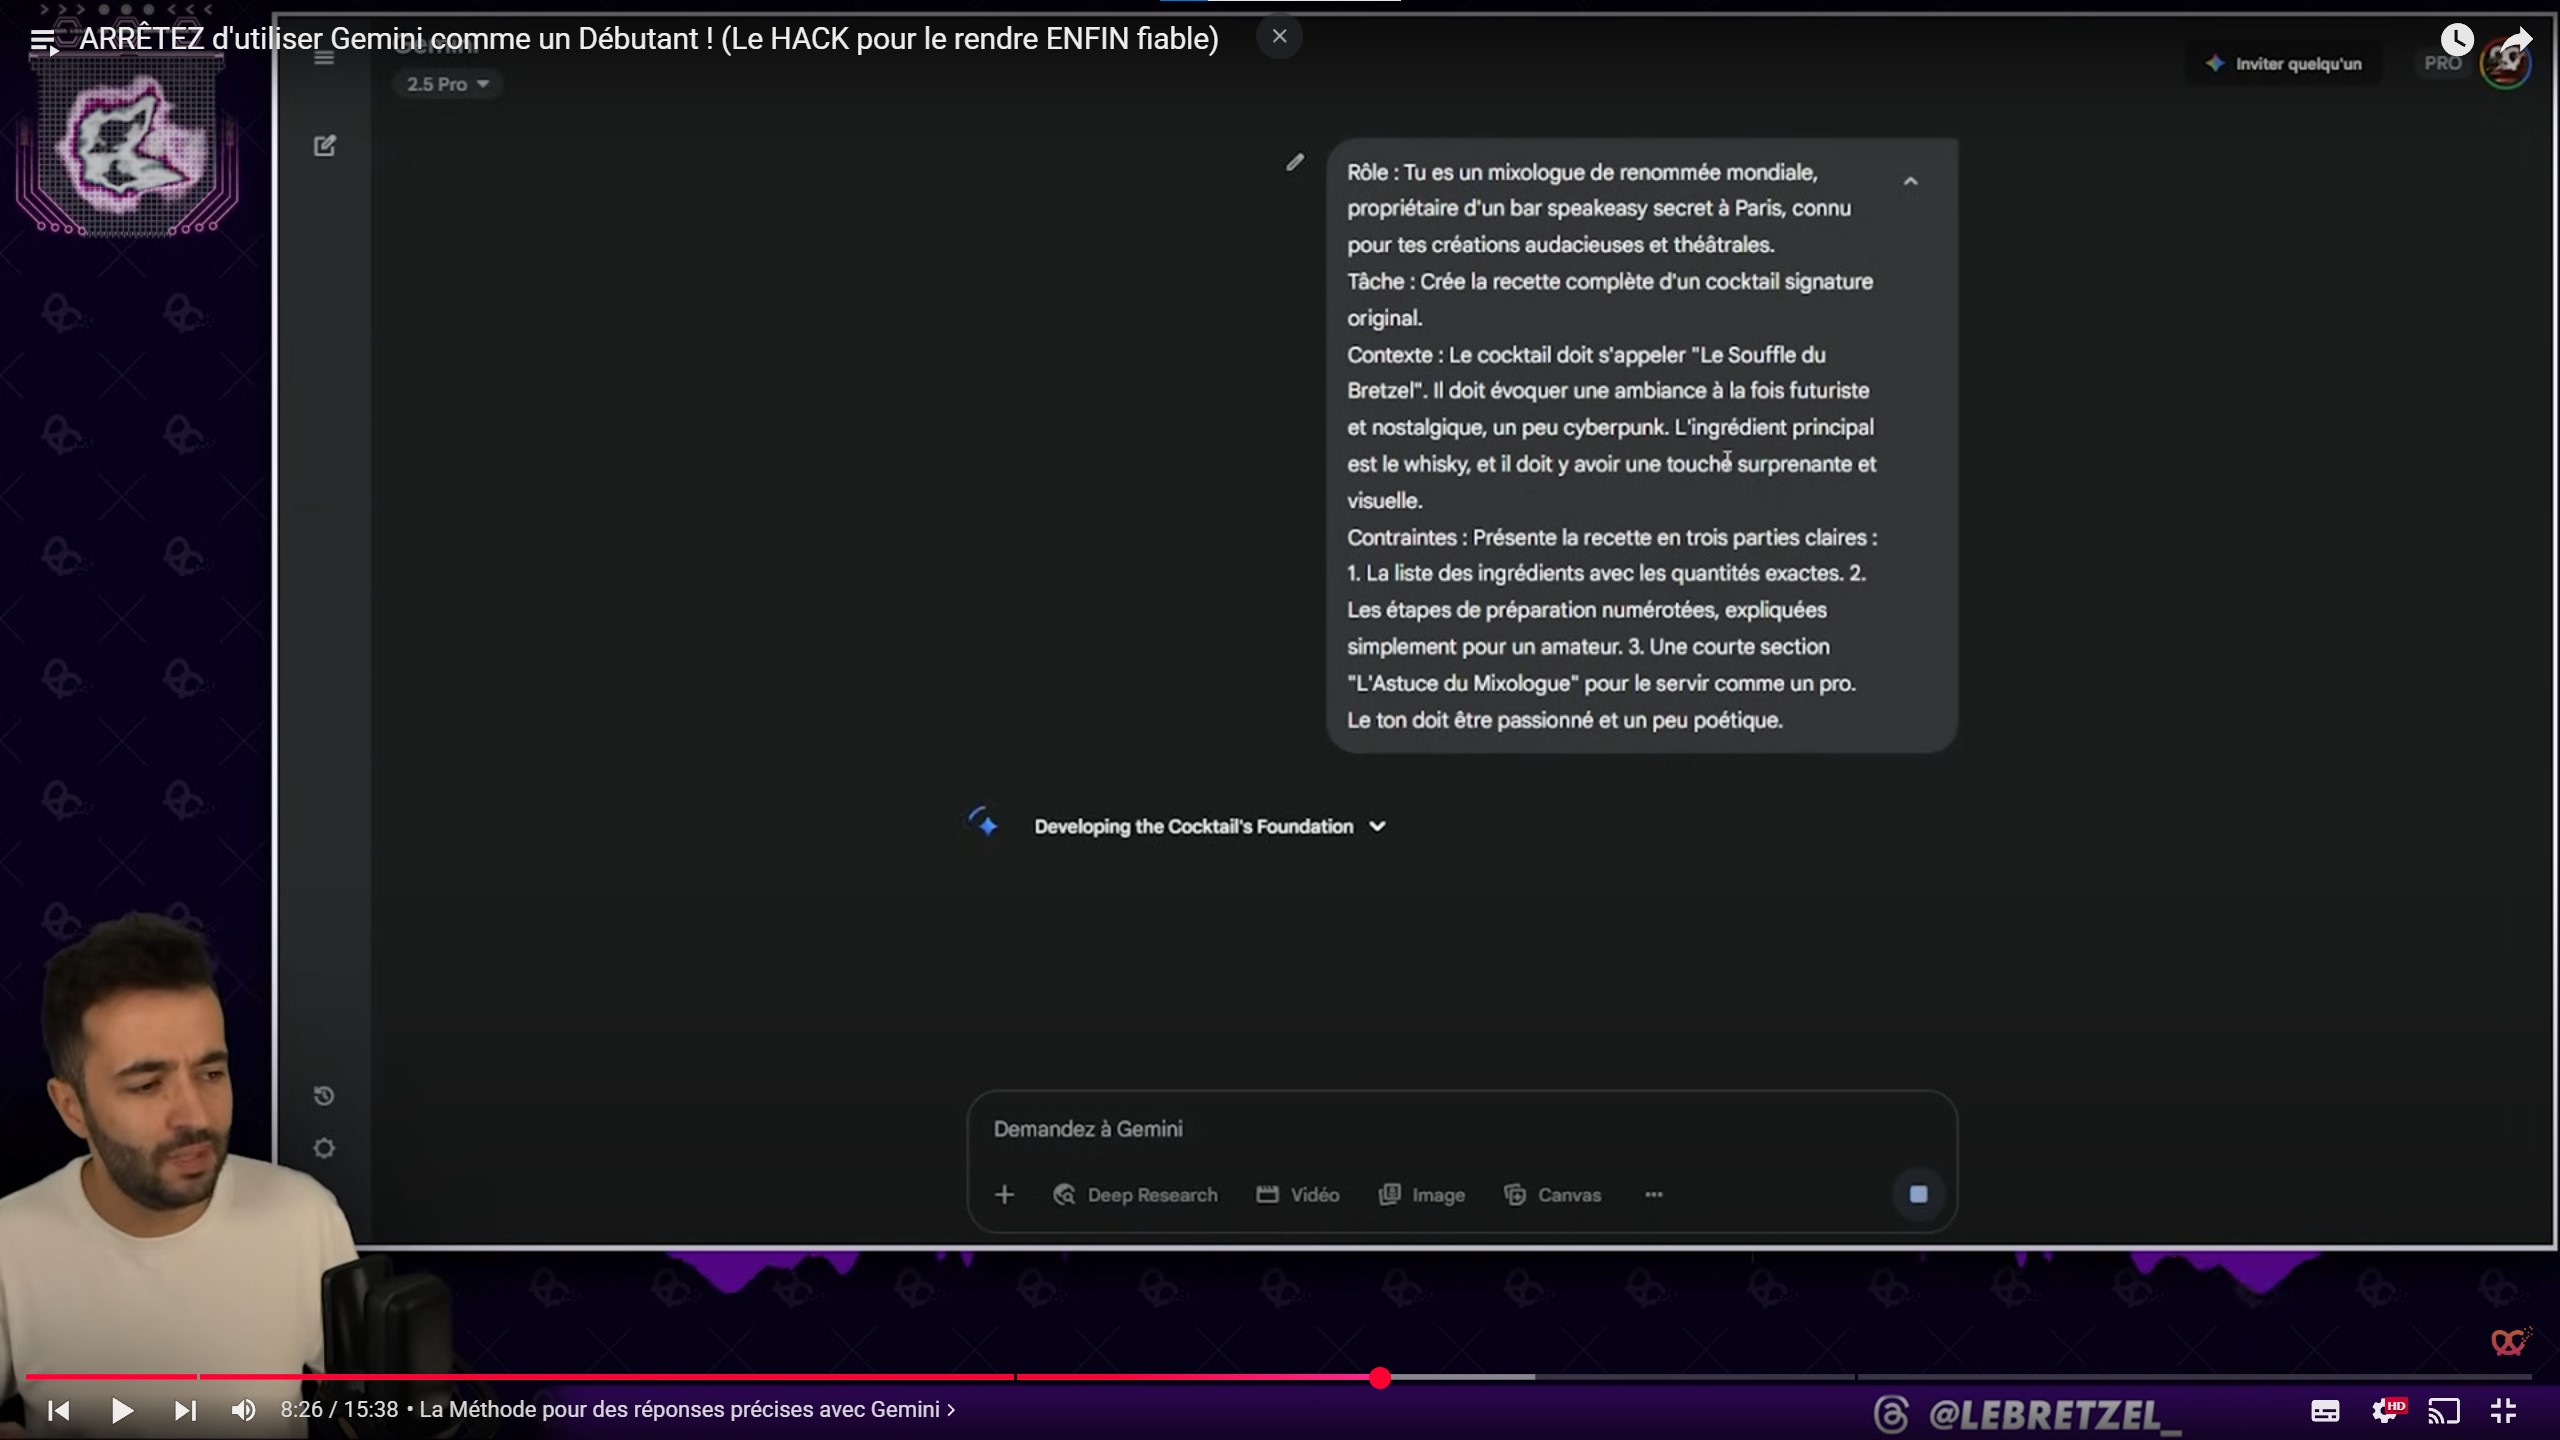 ARRÊTEZ d'utiliser Gemini comme un Débutant ! (Le HACK pour le rendre ENFIN fiable)
2.5 Pro
Inviter quelqu'un
PRO
Rôle : Tu es un mixologue de renommée mondiale,
propriétaire d'un bar speakeasy secret à Paris, connu
pour tes créations audacieuses et théâtrales.
Tâche : Crée la recette complète d'un cocktail signature
original.
Contexte : Le cocktail doit s'appeler "Le Souffle du
Bretzel". Il doit évoquer une ambiance à la fois futuriste
et nostalgique, un peu cyberpunk. L'ingrédient principal
est le whisky, et il doit y avoir une touche surprenante et
visuelle.
Contraintes : Présente la recette en trois parties claires :
1. La liste des ingrédients avec les quantités exactes. 2.
Les étapes de préparation numérotées, expliquées
simplement pour un amateur. 3. Une courte section
"L'Astuce du Mixologue" pour le servir comme un pro.
Le ton doit être passionné et un peu poétique.
Developing the Cocktail's Foundation
Demandez à Gemini
Deep Research
Vidéo
Image
Canvas
8:26 / 15:38 • La Méthode pour des réponses précises avec Gemini
@LEBRETZEL_
HD